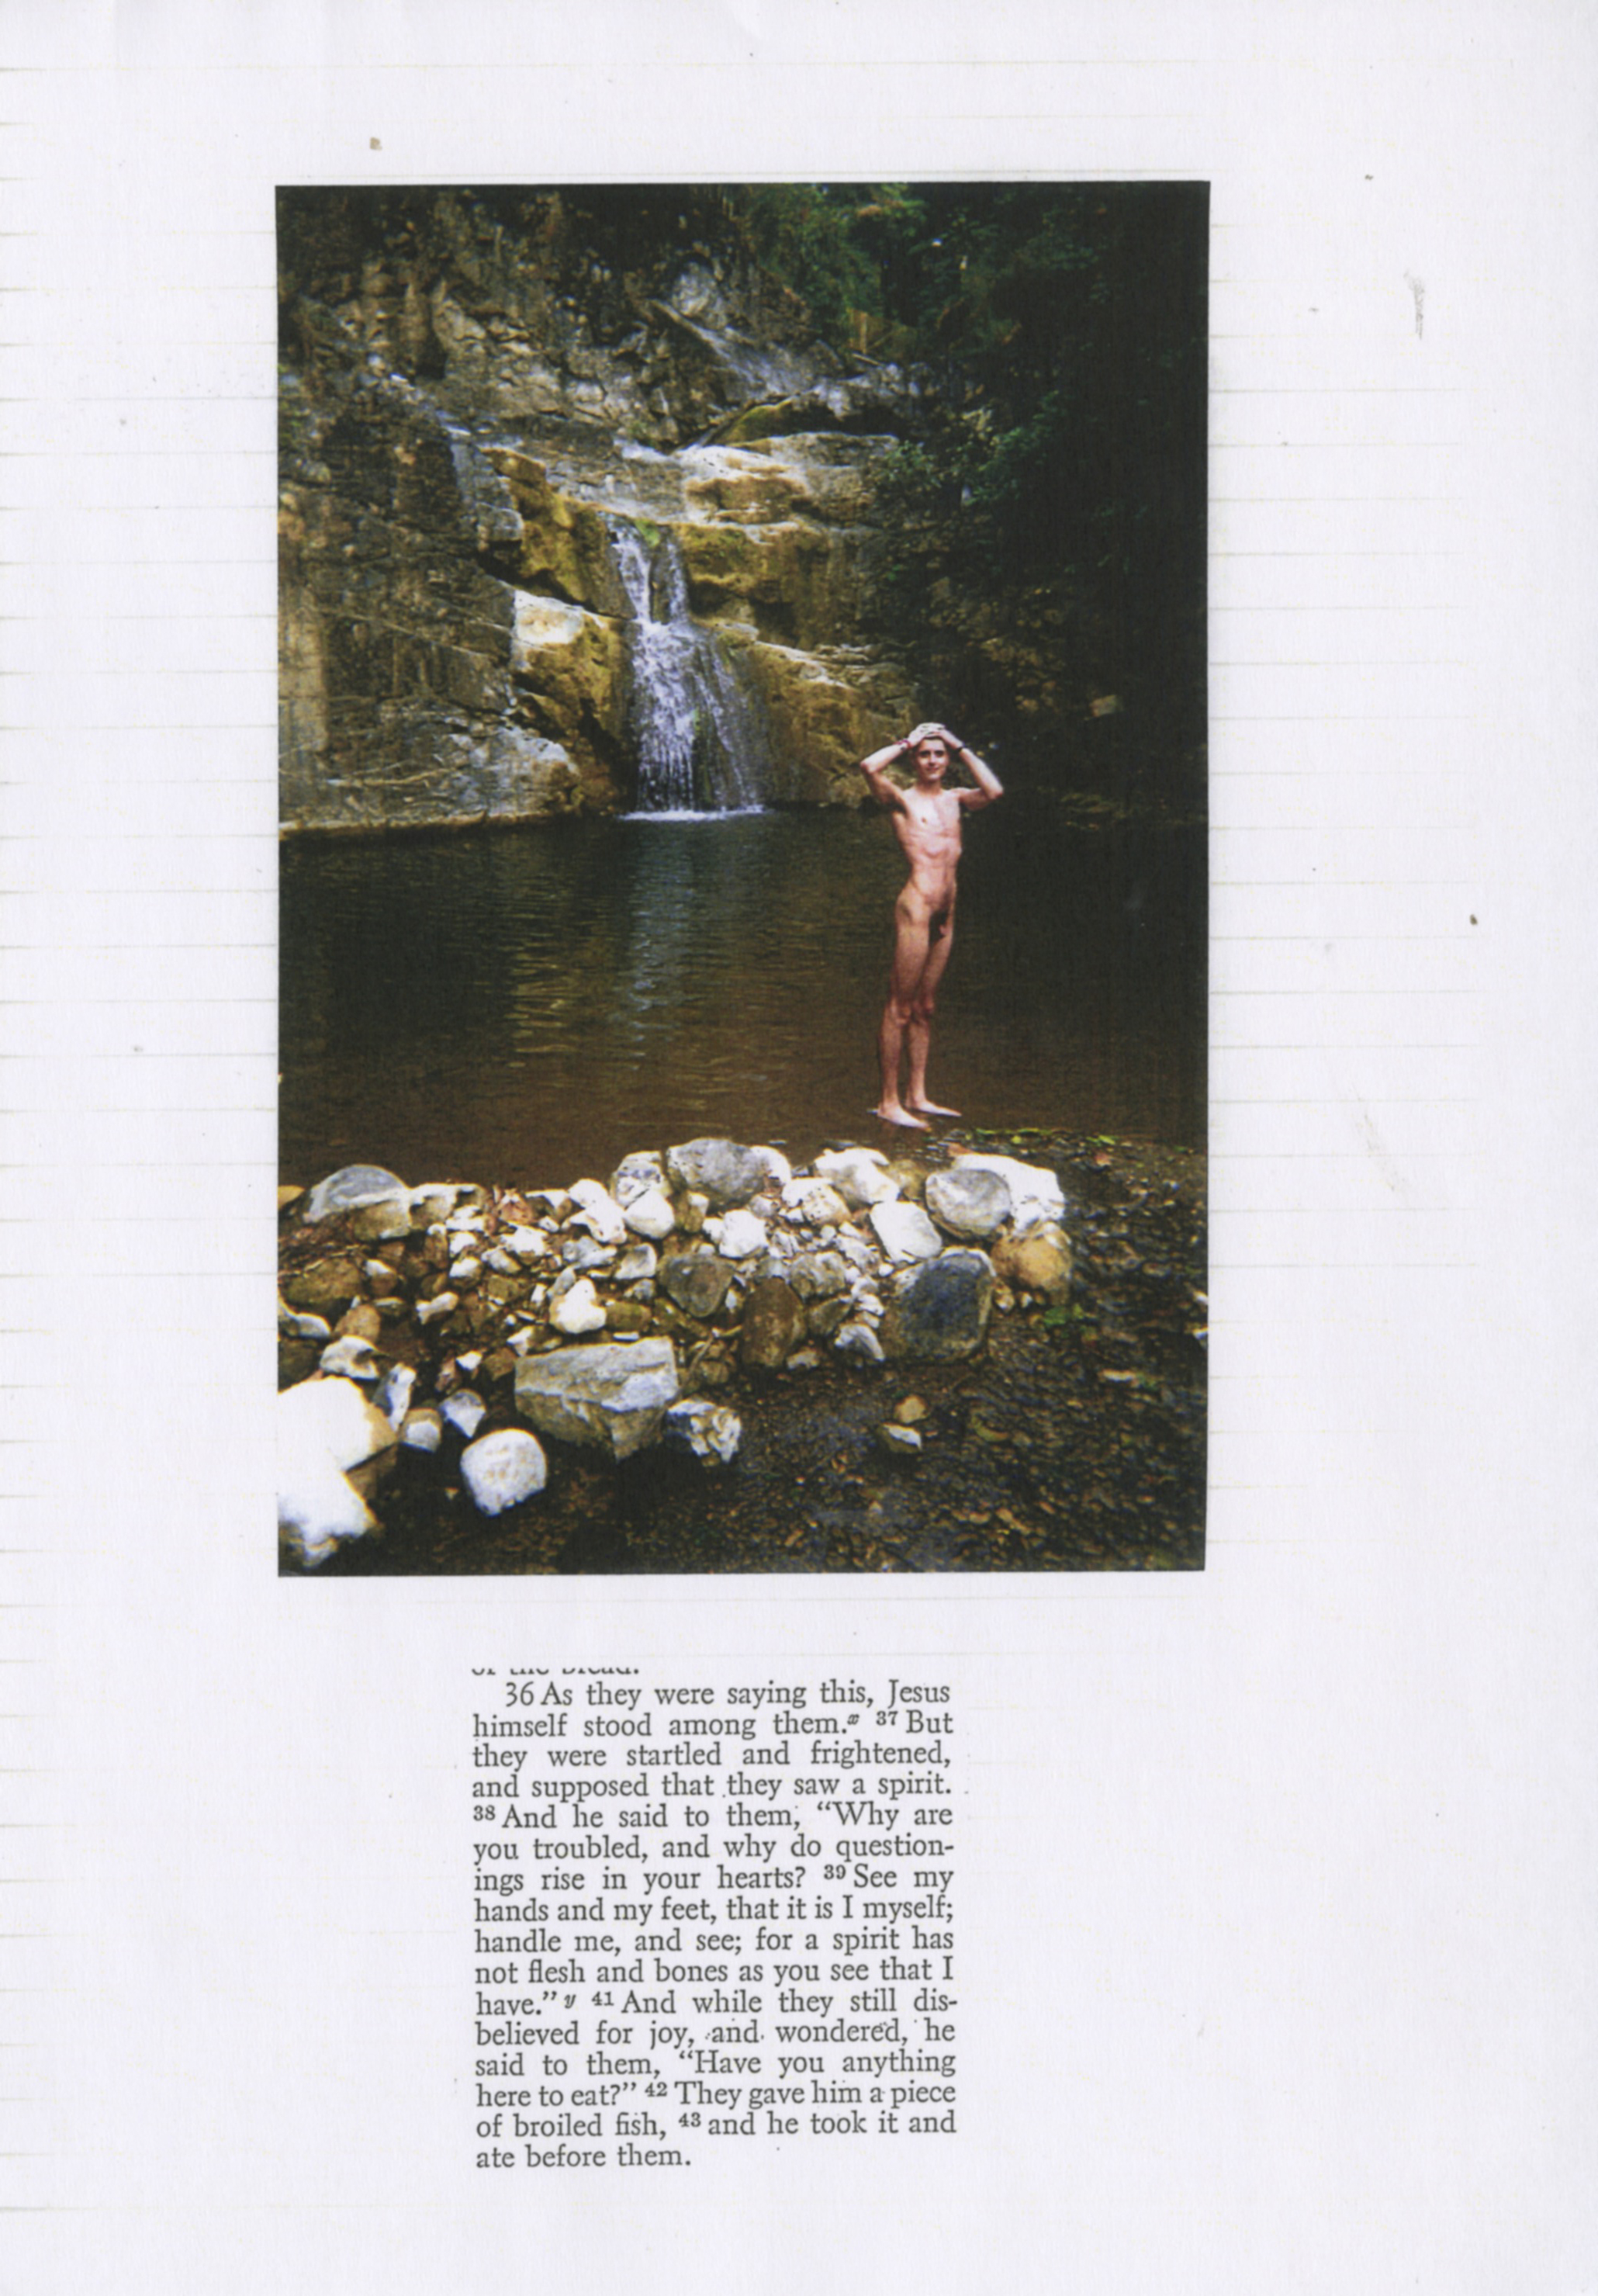 of the bread.
36 As they were saying this, Jesus
himself stood among them.x 37 But
they were startled and frightened,
and supposed that they saw a spirit.
38 And he said to them, “Why are
you troubled, and why do question-
ings rise in your hearts? 39 See my
hands and my feet, that it is I myself;
handle me, and see; for a spirit has
not flesh and bones as you see that I
have.” y 41 And while they still dis-
believed for joy, and wondered, he
said to them, “Have you anything
here to eat?” 42 They gave him a piece
of broiled fish, 43 and he took it and
ate before them.